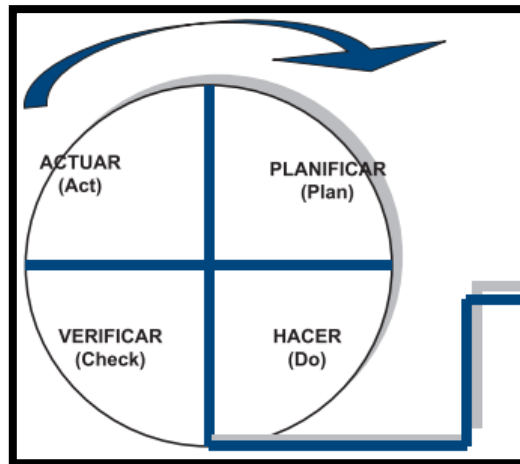 ACTUAR
(Act)
PLANIFICAR
(Plan)
VERIFICAR
(Check)
HACER
(Do)